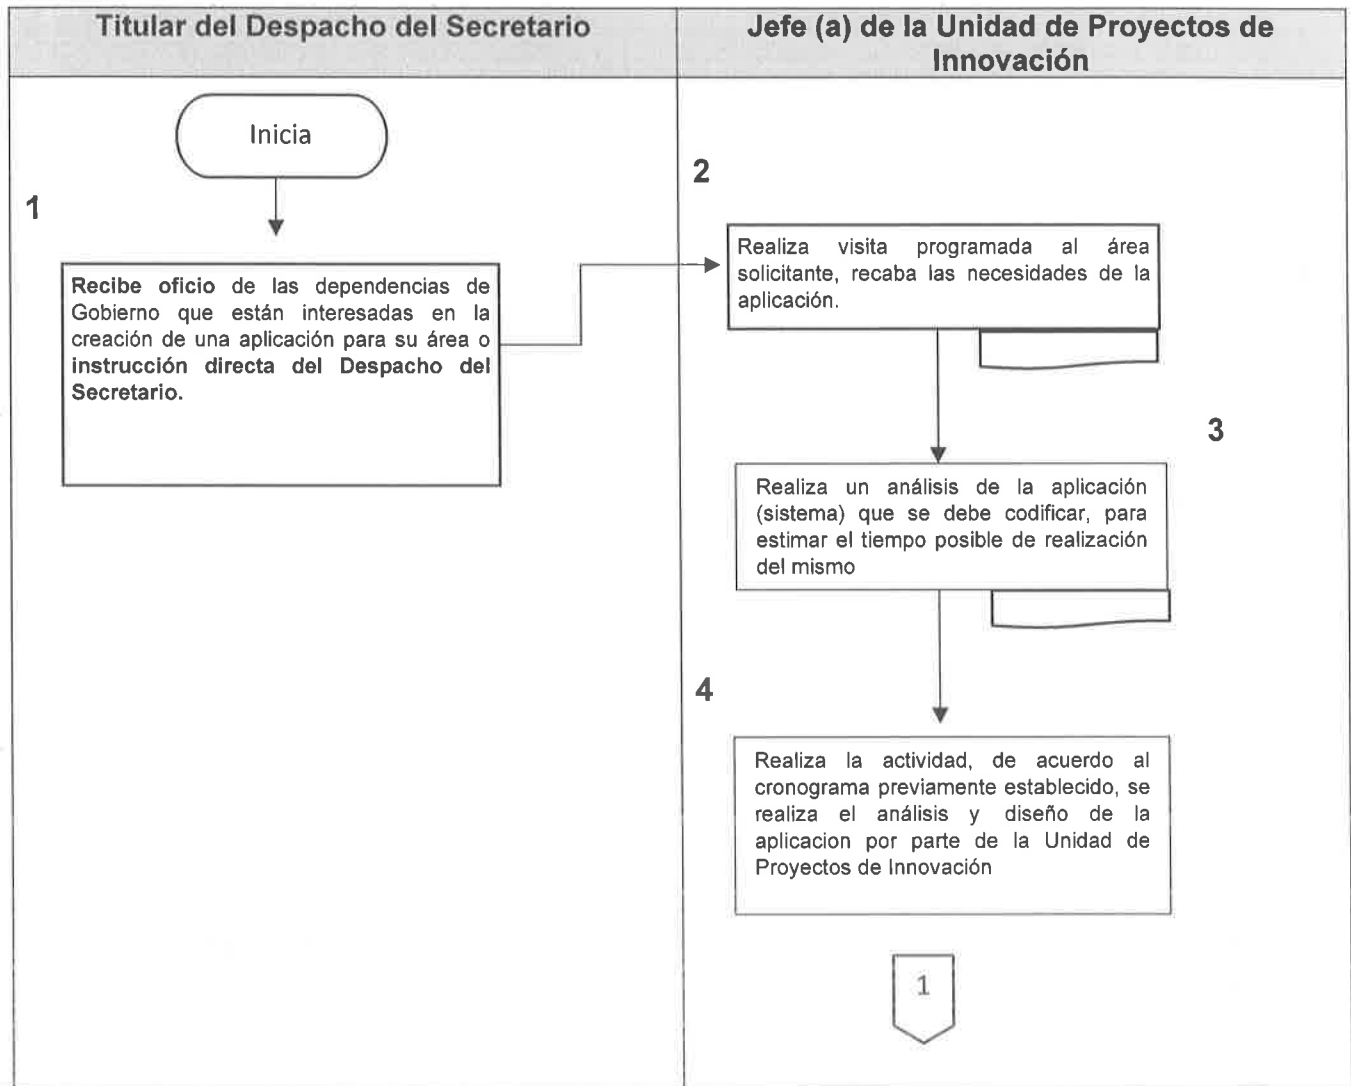 Titular del Despacho del Secretario
Jefe (a) de la Unidad de Proyectos de
Innovación
Inicia
1
Recibe oficio de las dependencias de
Gobierno que están interesadas en la
creación de una aplicación para su área o
instrucción directa del Despacho del
Secretario.
2
Realiza visita programada al área
solicitante, recaba las necesidades de la
aplicación.
3
Realiza un análisis de la aplicación
(sistema) que se debe codificar, para
estimar el tiempo posible de realización
del mismo
4
Realiza la actividad, de acuerdo al
cronograma previamente establecido, se
realiza el análisis y diseño de la
aplicacion por parte de la Unidad de
Proyectos de Innovación
1